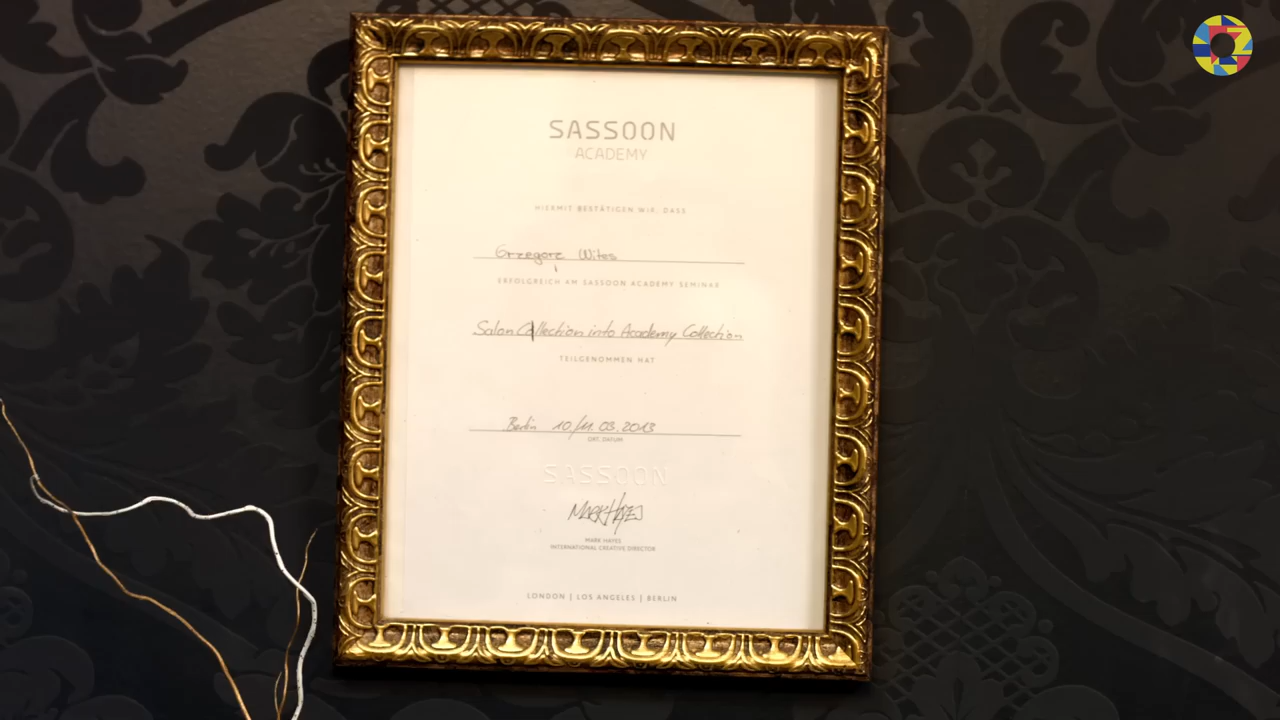 SASSOON
ACADEMY
HIERMIT BESTÄTIGEN WIR, DASS
Grzegorz Wites
ERFOLGREICH AM SASSOON ACADEMY SEMINAR
Salon Collection into Academy Collection
TEILGENOMMEN HAT
Berlin 10/11.03.2013
ORT, DATUM
SASSOON
MARK HAYES
MARK HAYES
INTERNATIONAL CREATIVE DIRECTOR
LONDON | LOS ANGELES | BERLIN